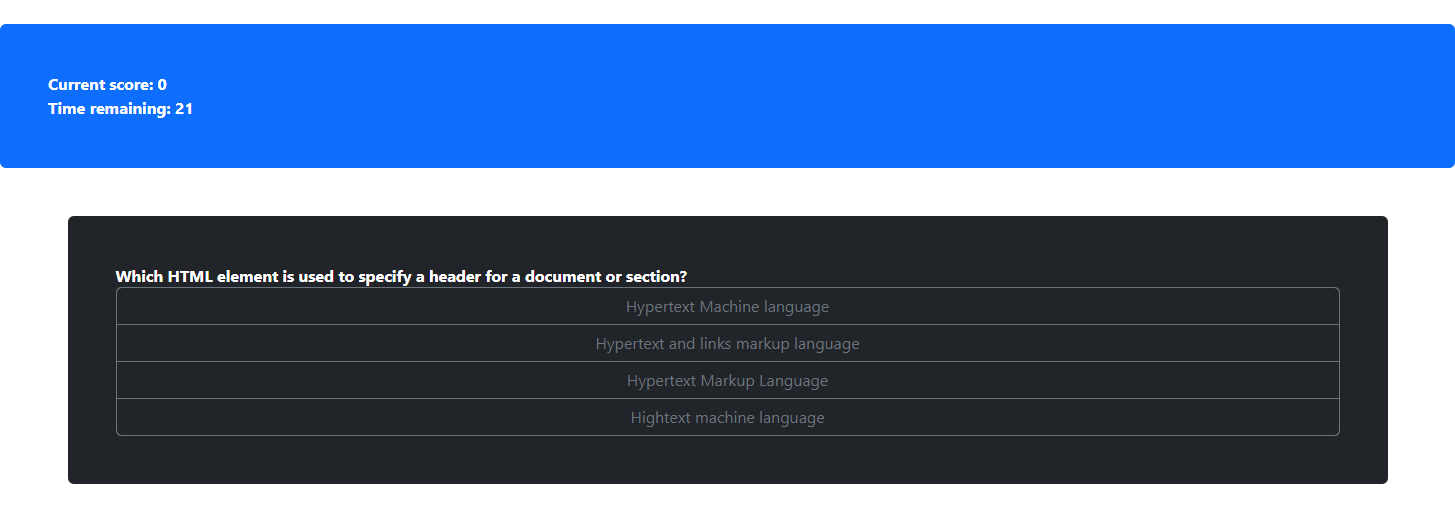 Current score: 0
Time remaining: 21
Which HTML element is used to specify a header for a document or section?
Hypertext Machine language
Hypertext and links markup language
Hypertext Markup Language
Hightext machine language